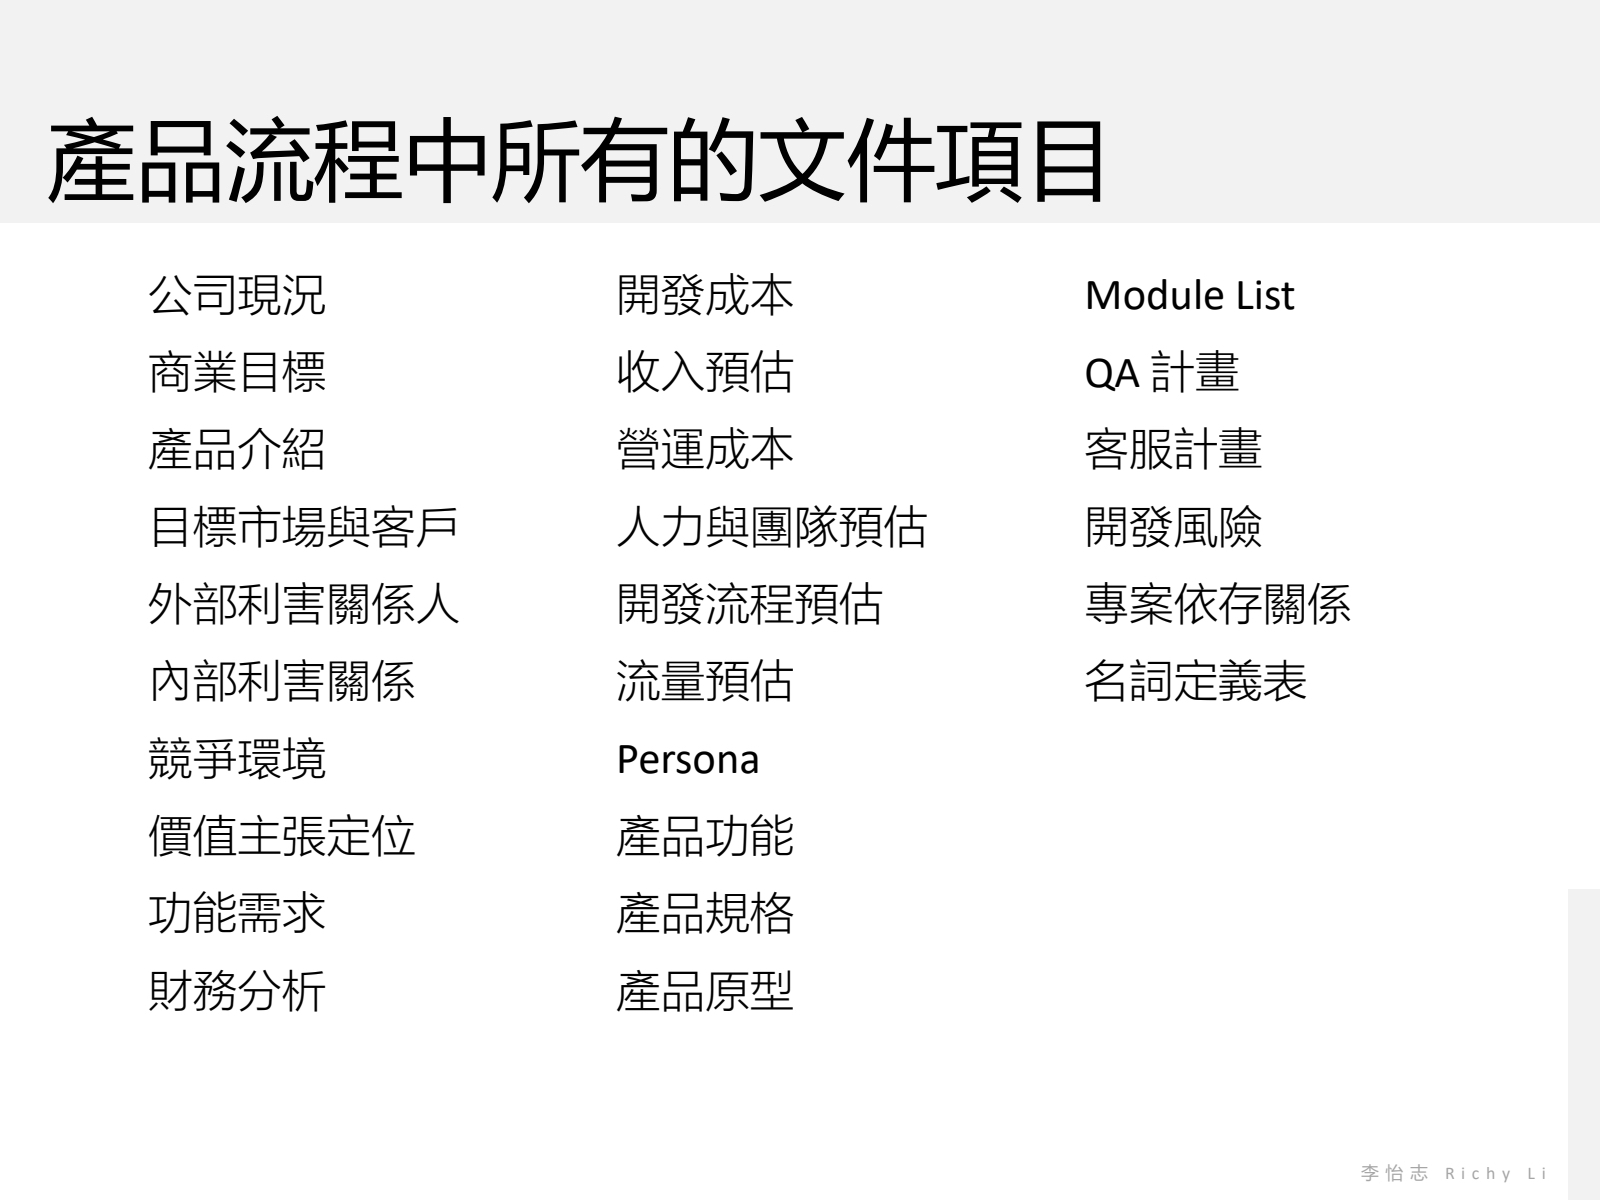 產品流程中所有的文件項目
公司現況
商業目標
產品介紹
目標市場與客戶
外部利害關係人
內部利害關係
競爭環境
價值主張定位
功能需求
財務分析
開發成本
收入預估
營運成本
人力與團隊預估
開發流程預估
流量預估
Persona
產品功能
產品規格
產品原型
Module List
QA 計畫
客服計畫
開發風險
專案依存關係
名詞定義表
李怡志 Richy Li